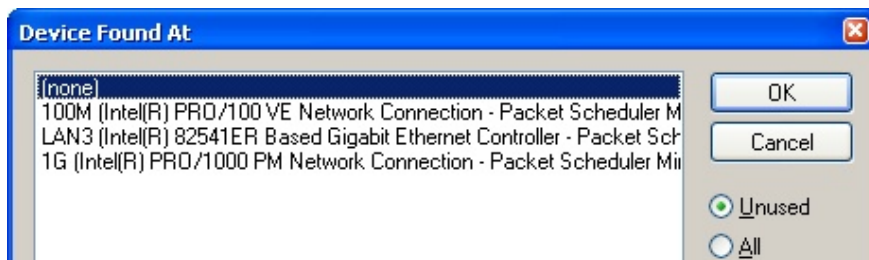 Device Found At
(none)
100M (Intel(R) PRO/100 VE Network Connection - Packet Scheduler M
LAN3 (Intel(R) 82541ER Based Gigabit Ethernet Controller - Packet Sch
1G (Intel(R) PRO/1000 PM Network Connection - Packet Scheduler Mi
OK
Cancel
Unused
All